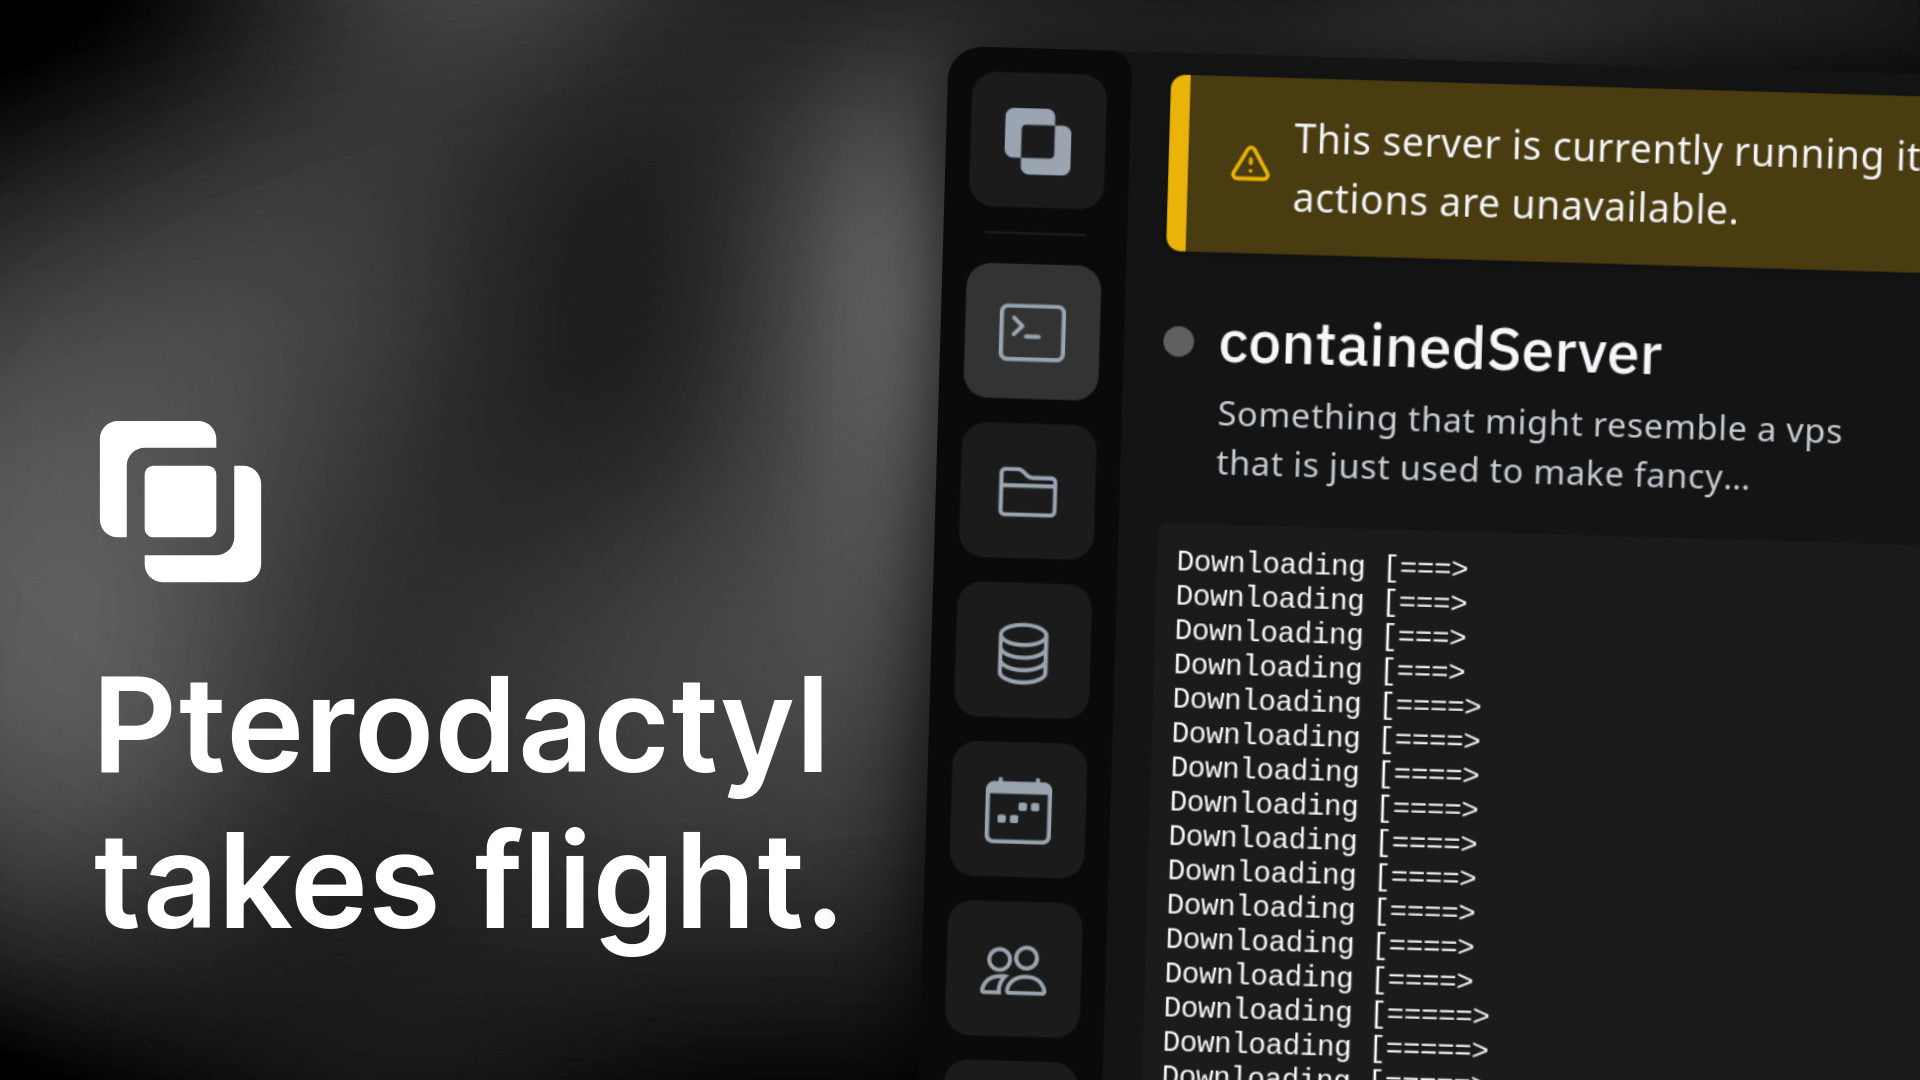 Pterodactyl
takes flight.
This server is currently running
actions are unavailable.
containedServer
Something that might resemble a vps
that is just used to make fancy...
Downloading [===>
Downloading [===>
Downloading [===>
Downloading [===>
Downloading [====>
Downloading [====>
Downloading [====>
Downloading [====>
Downloading [====>
Downloading [====>
Downloading [====>
Downloading [====>
Downloading [====>
Downloading [=====>
Downloading [=====>
Downloading